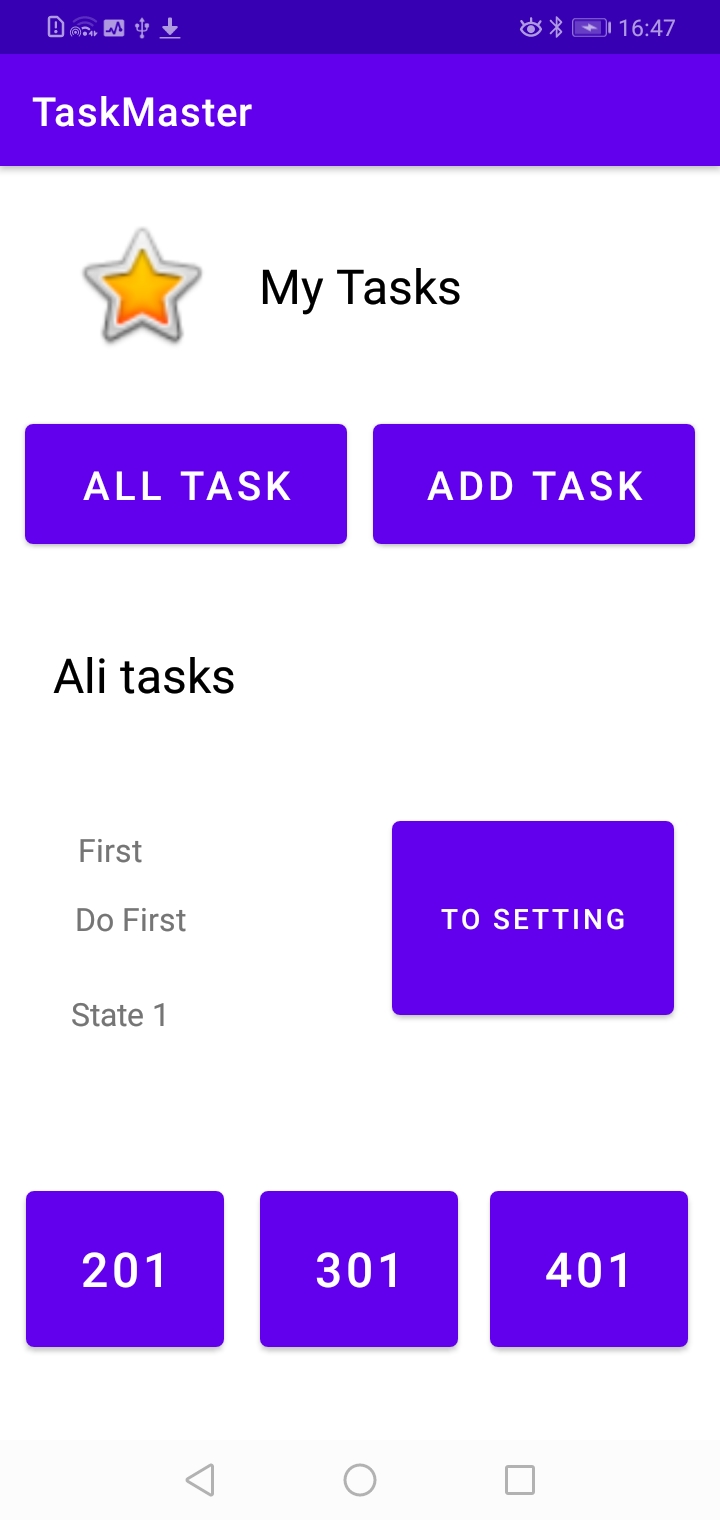 16:47
TaskMaster
My Tasks
ALL TASK
ADD TASK
Ali tasks
First
Do First
TO SETTING
State 1
201
301
401